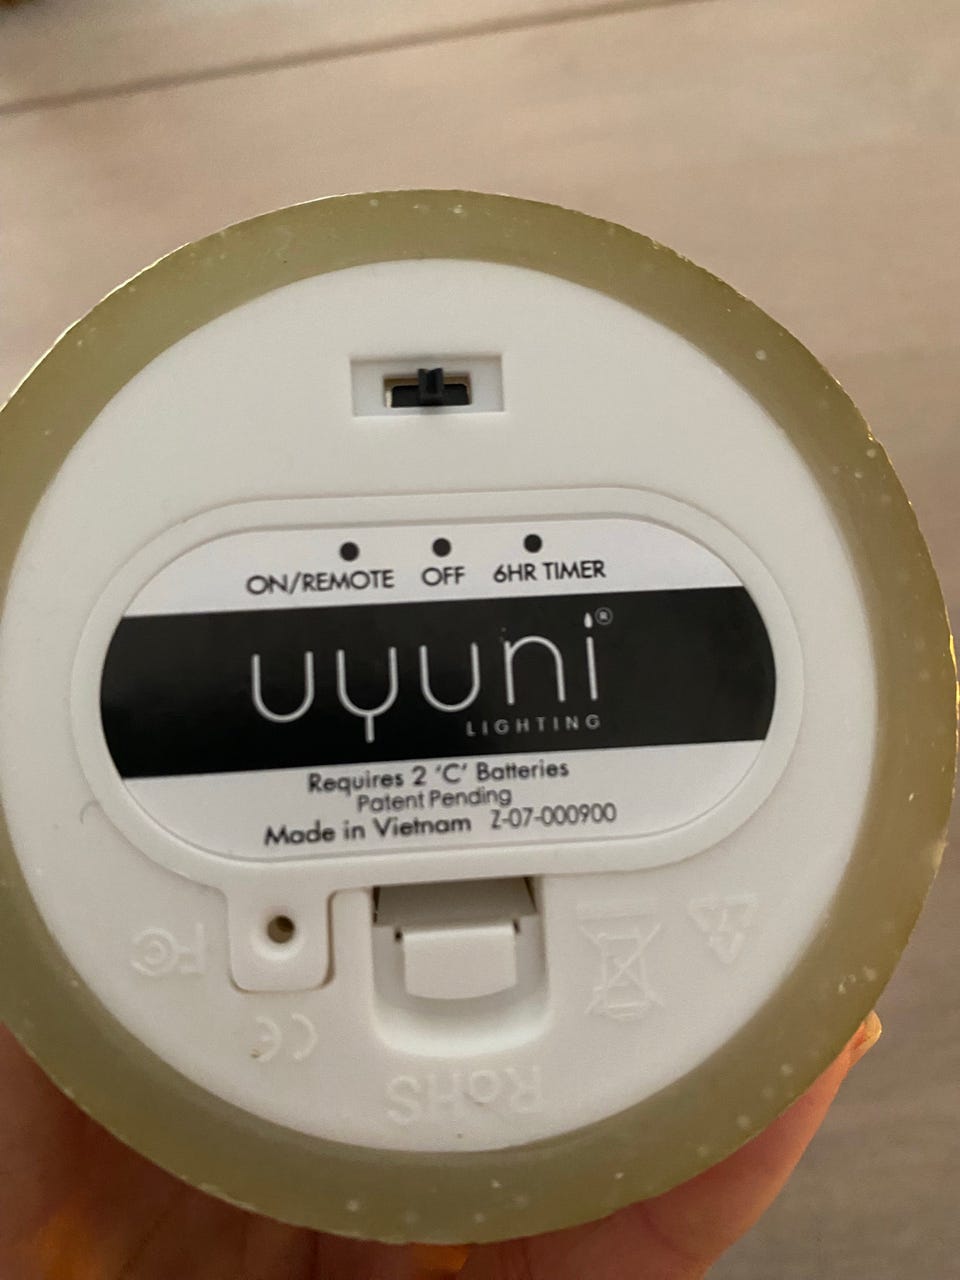 ON/REMOTE OFF 6HR TIMER
uyuni®
LIGHTING
Requires 2 'C' Batteries
Patent Pending
Made in Vietnam Z-07-000900
FC
CE
RoHS